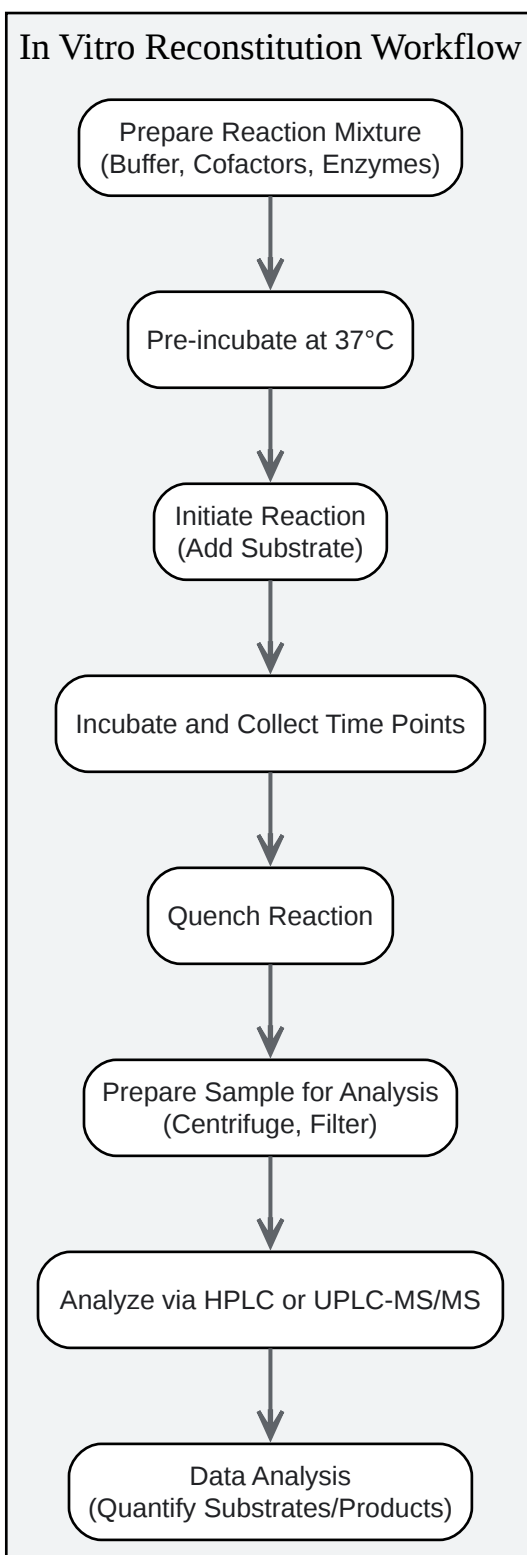 In Vitro Reconstitution Workflow
Prepare Reaction Mixture
(Buffer, Cofactors, Enzymes)
Pre-incubate at 37°C
Initiate Reaction
(Add Substrate)
Incubate and Collect Time Points
Quench Reaction
Prepare Sample for Analysis
(Centrifuge, Filter)
Analyze via HPLC or UPLC-MS/MS
Data Analysis
(Quantify Substrates/Products)